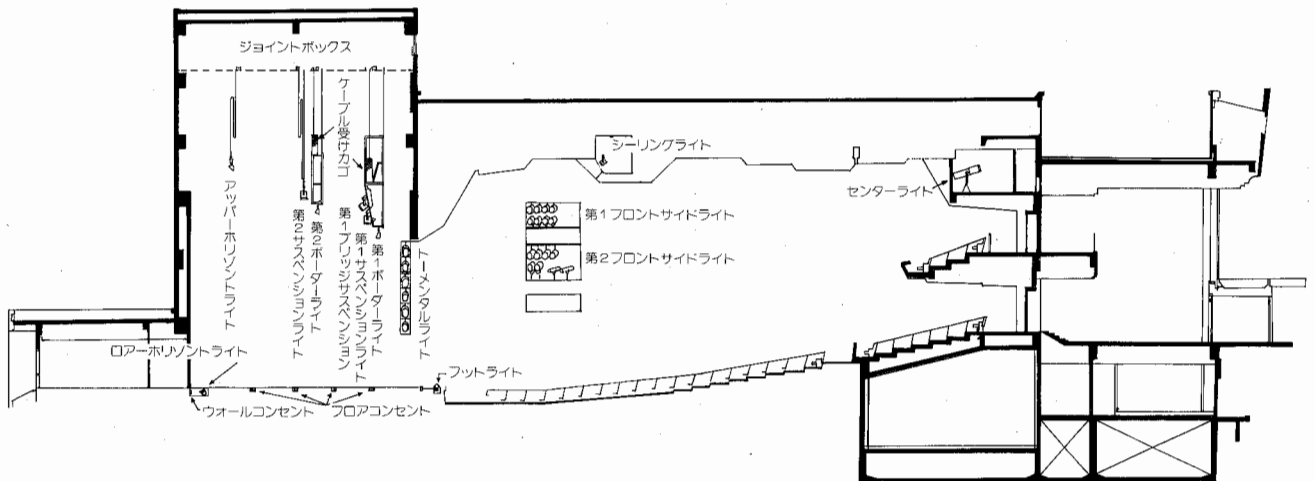 ジョイントボックス
ケーブル受けカゴ
アッパーホリゾントライト
第2サスペンションライト
第2ボーダーライト
第1ブリッジサスペンション
第1サスペンションライト
第1ボーダーライト
トーメンタルライト
シーリングライト
センターライト
第1フロントサイドライト
第2フロントサイドライト
ロアーホリゾントライト
フットライト
ウォールコンセント
フロアコンセント